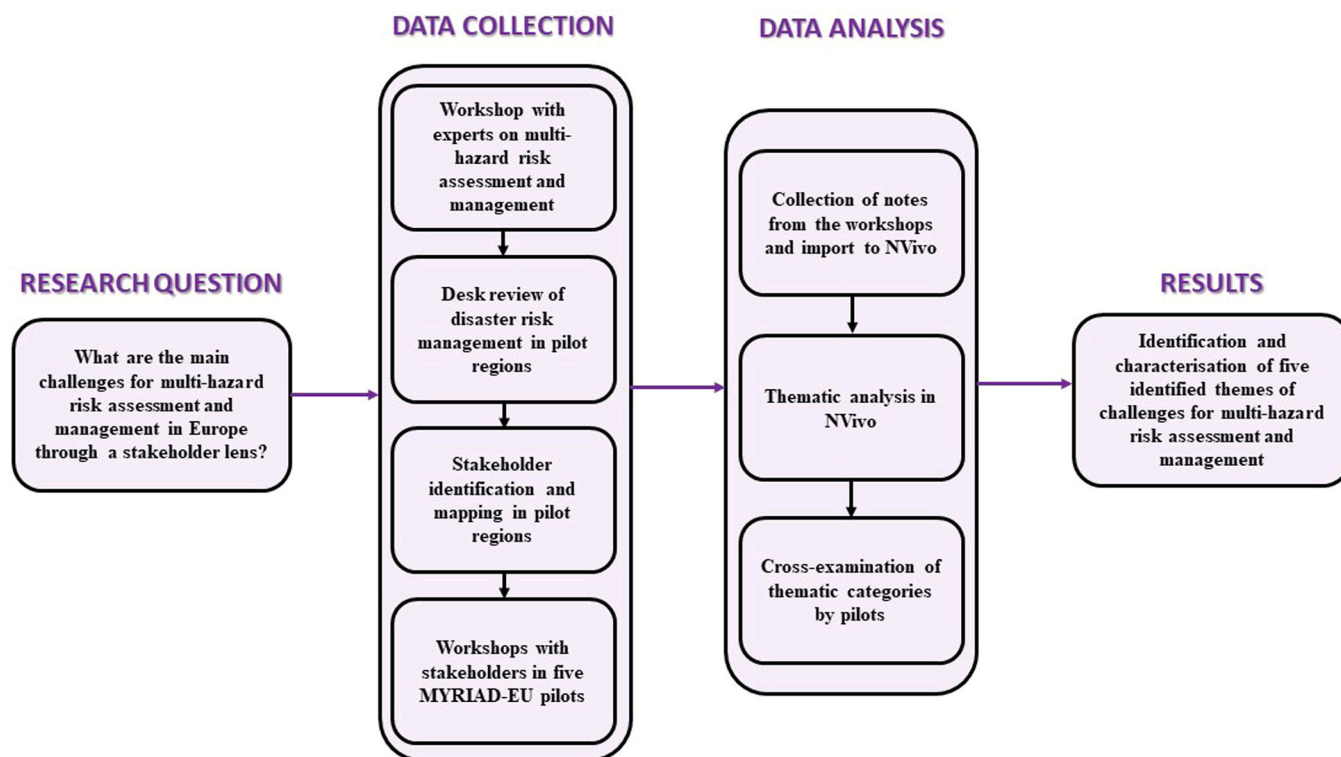 RESEARCH QUESTION
What are the main
challenges for multi-hazard
risk assessment and
management in Europe
through a stakeholder lens?
DATA COLLECTION
Workshop with
experts on multi-
hazard risk
assessment and
management
Desk review of
disaster risk
management in pilot
regions
Stakeholder
identification and
mapping in pilot
regions
Workshops with
stakeholders in five
MYRIAD-EU pilots
DATA ANALYSIS
Collection of notes
from the workshops
and import to NVivo
Thematic analysis in
NVivo
Cross-examination of
thematic categories
by pilots
RESULTS
Identification and
characterisation of five
identified themes of
challenges for multi-hazard
risk assessment and
management